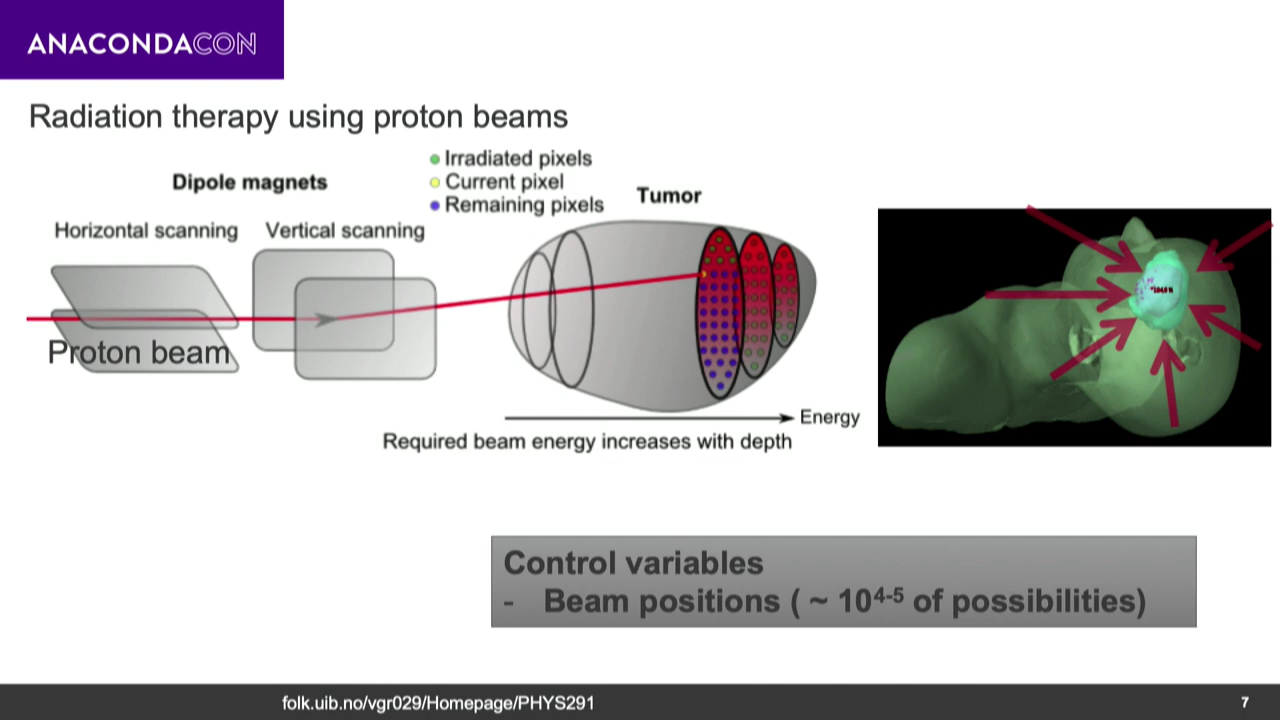 ANACONDACON
Radiation therapy using proton beams
Irradiated pixels
Current pixel
Remaining pixels
Dipole magnets
Tumor
Horizontal scanning
Vertical scanning
Proton beam
Energy
Required beam energy increases with depth
Control variables
- Beam positions ( ~ 10⁴⁻⁵ of possibilities)
folk.uib.no/vgr029/Homepage/PHYS291
7